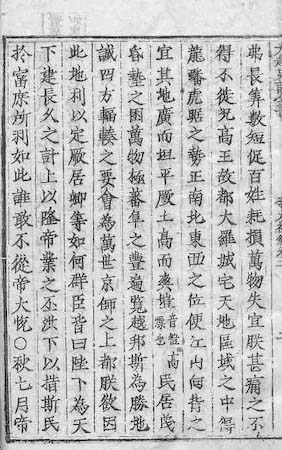 弗長筭數短促百姓耗損萬物失宜朕甚痛之不
得不徙况高王故都大羅城宅天地區域之中得
龍蟠虎踞之勢正南北東西之位便江山向背之
宜其地廣而坦平厥土高而爽塏音 高燥也民居蔑
昏墊之困萬物極蕃阜之豐遍覽越邦斯為勝地
誠四方輻輳之要會為萬世京師之上都朕欲因
此地利以定厥居卿等如何群臣皆曰陛下為天
下建長久之計上以隆帝業之丕洪下以措斯民
於富庶所利如此誰敢不從帝大悅○秋七月帝